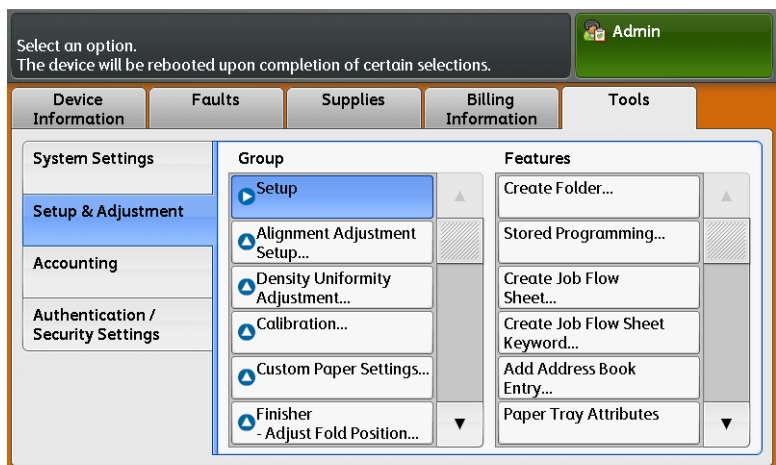 Select an option.
The device will be rebooted upon completion of certain selections.
Admin
Device
Information
Faults
Supplies
Billing
Information
Tools
System Settings
Setup & Adjustment
Accounting
Authentication /
Security Settings
Group
Setup
Alignment Adjustment
Setup...
Density Uniformity
Adjustment...
Calibration...
Custom Paper Settings...
Finisher
- Adjust Fold Position...
Features
Create Folder...
Stored Programming...
Create Job Flow
Sheet...
Create Job Flow Sheet
Keyword...
Add Address Book
Entry...
Paper Tray Attributes